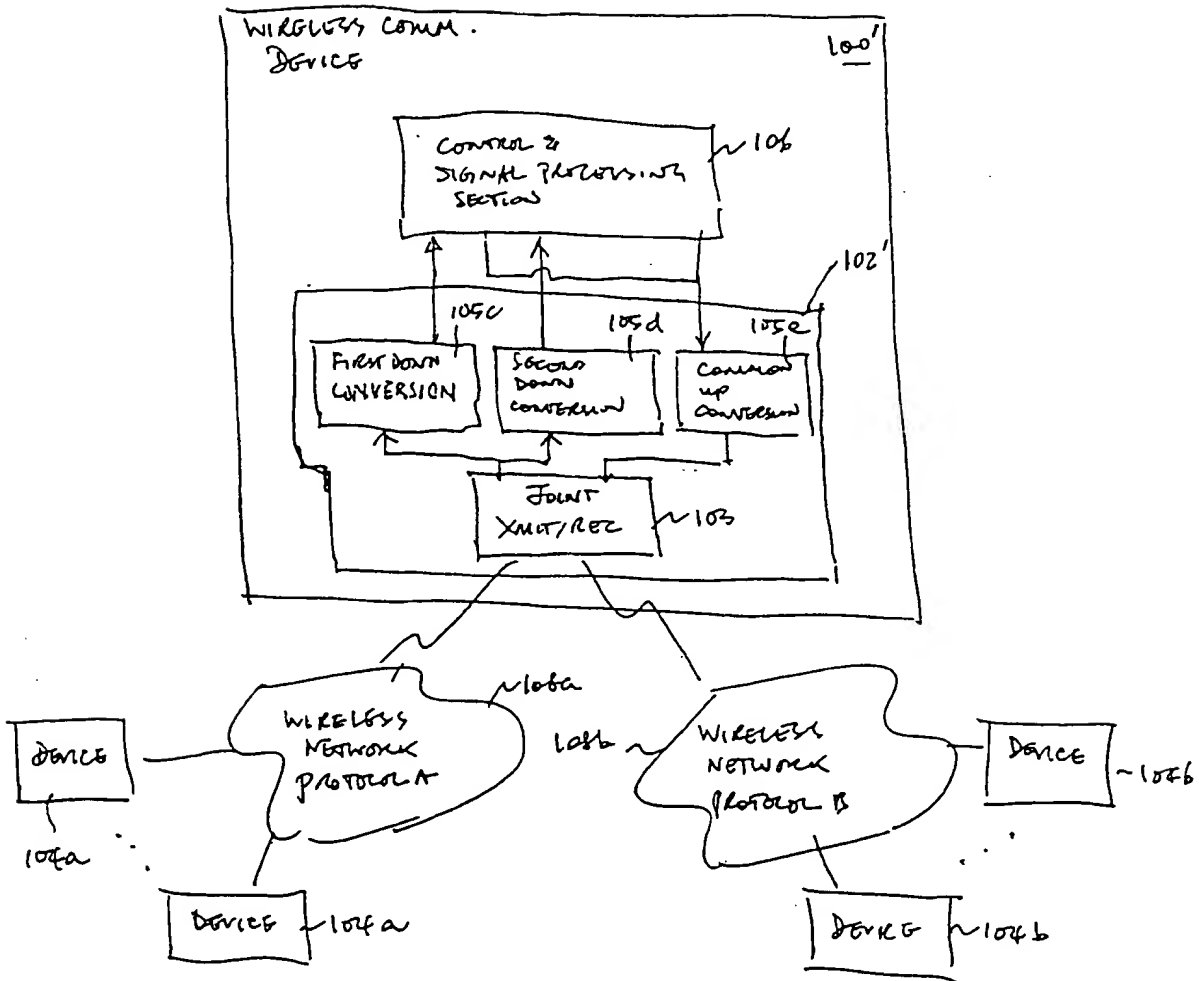 WIRELESS COMM.
DEVICE
100'
CONTROL &
SIGNAL PROCESSING
SECTION
106
102'
105c
105d
105e
FIRST DOWN
CONVERSION
SECOND
DOWN
CONVERSION
COMMON
UP
CONVERSION
JOINT
XMIT/REC
103
108a
WIRELESS
NETWORK
PROTOCOL A
108b
WIRELESS
NETWORK
PROTOCOL B
DEVICE
104a
DEVICE
104b
DEVICE
104a
DEVICE
104b